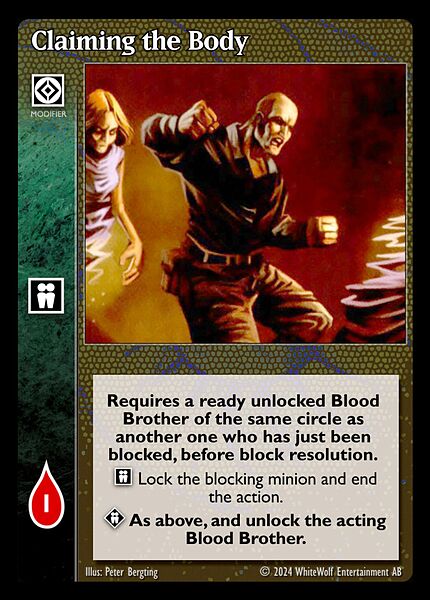 Claiming the Body
MODIFIER
Requires a ready unlocked Blood
Brother of the same circle as
another one who has just been
blocked, before block resolution.
Lock the blocking minion and end
the action.
As above, and unlock the acting
Blood Brother.
1
Illus: Peter Bergting
© 2024 WhiteWolf Entertainment AB